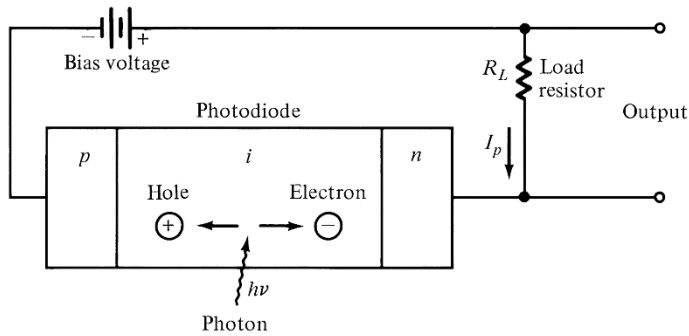 − +
Bias voltage
R_L Load
resistor
Photodiode
Output
p i n
I_p
Hole Electron
+ −
hν
Photon